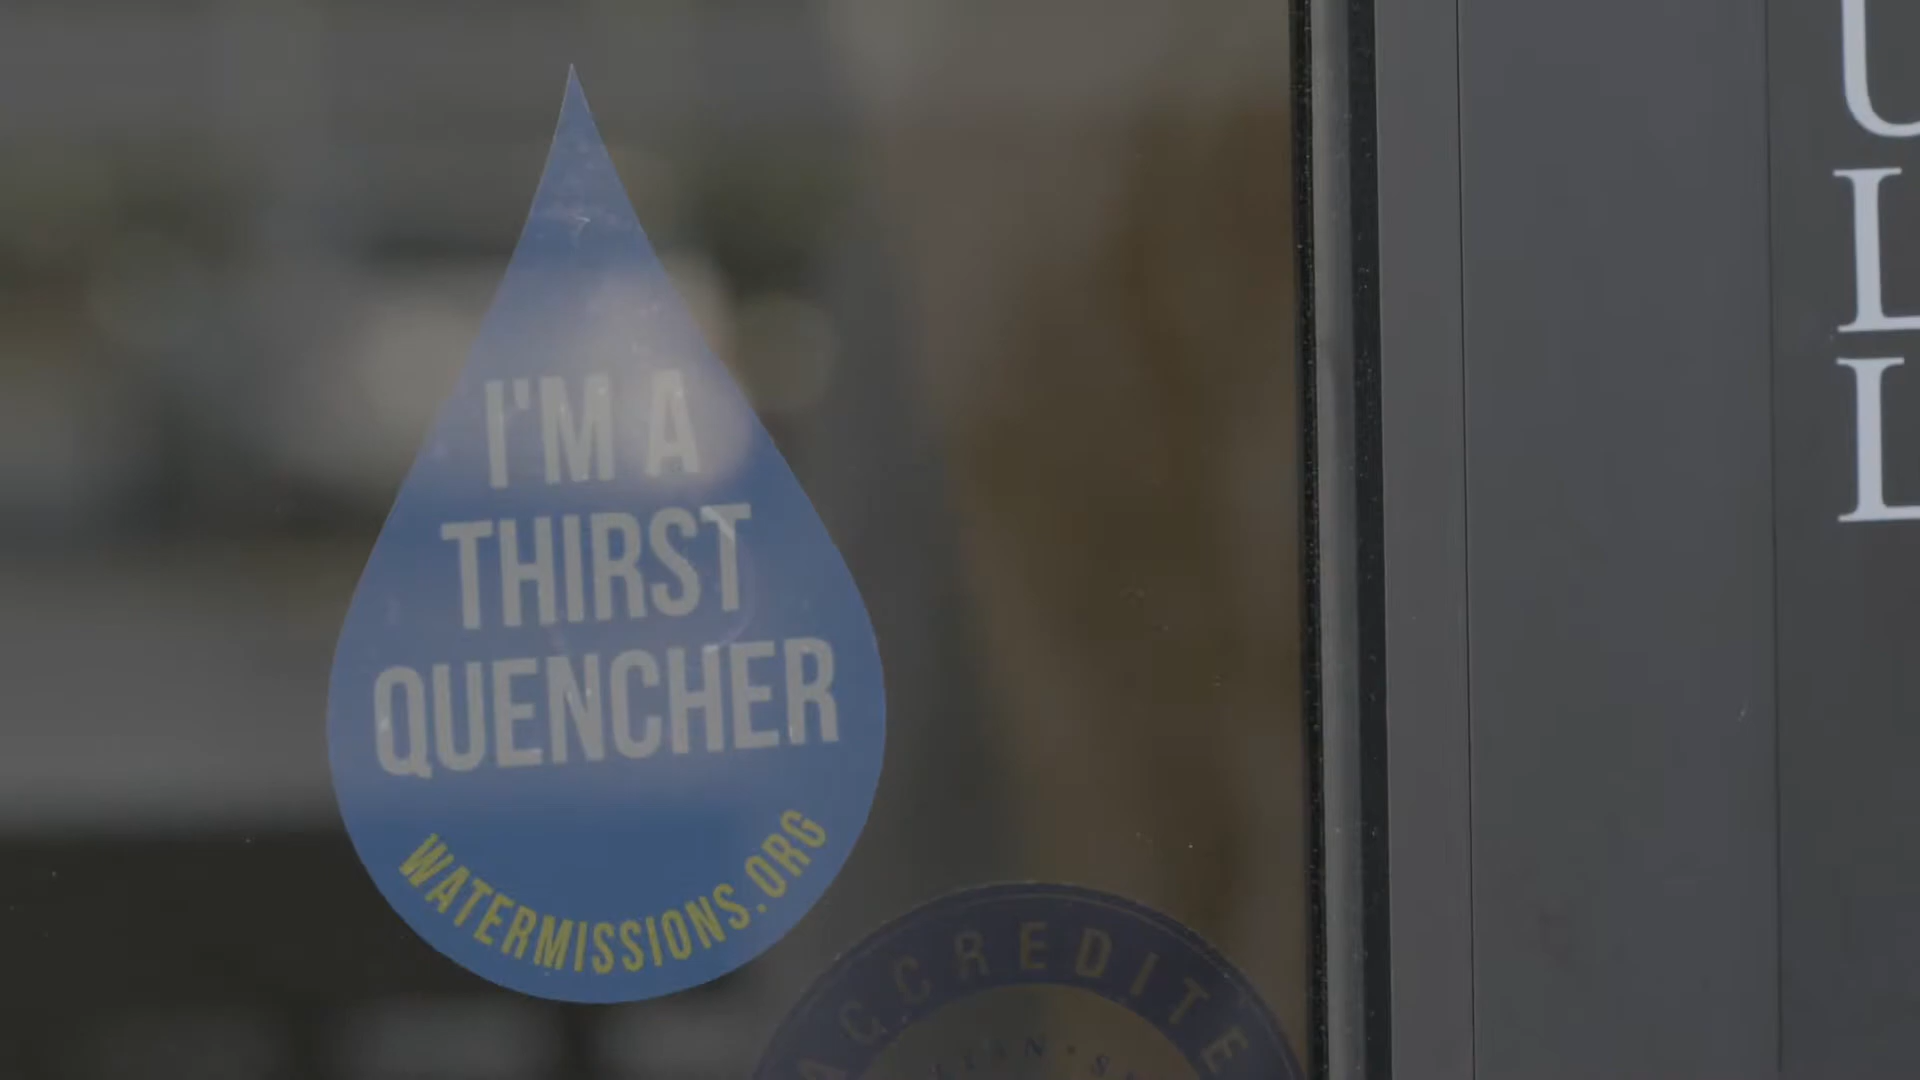 I'M A
THIRST
QUENCHER
WATERMISSIONS.ORG
ACCREDITE
L
L